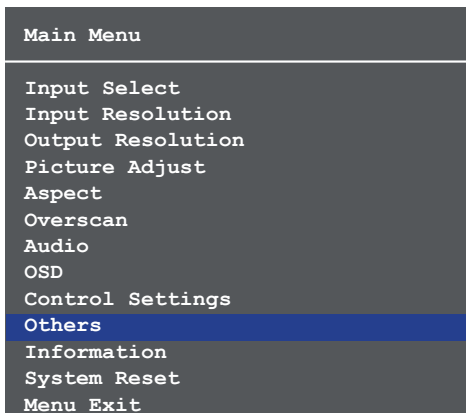 Main Menu
Input Select
Input Resolution
Output Resolution
Picture Adjust
Aspect
Overscan
Audio
OSD
Control Settings
Others
Information
System Reset
Menu Exit